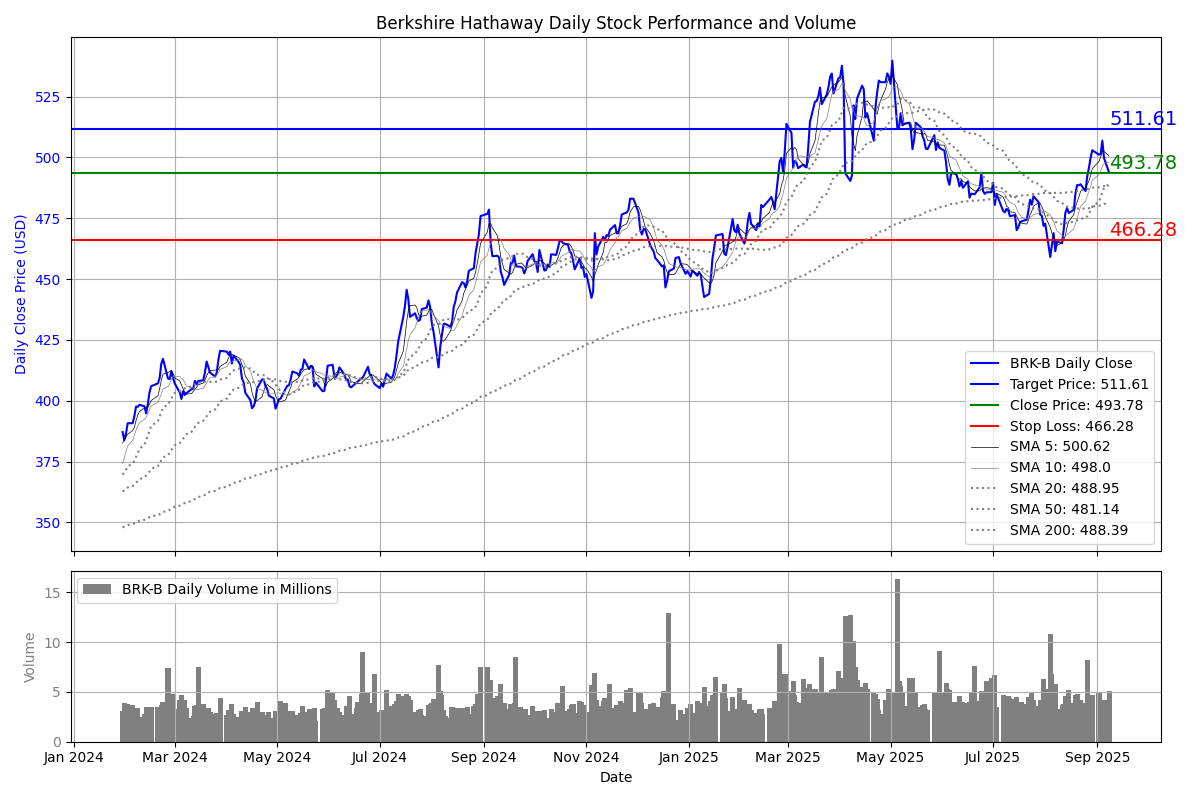 Berkshire Hathaway Daily Stock Performance and Volume
Daily Close Price (USD)
525
500
475
450
425
400
375
350
511.61
493.78
466.28
BRK-B Daily Close
Target Price: 511.61
Close Price: 493.78
Stop Loss: 466.28
SMA 5: 500.62
SMA 10: 498.0
SMA 20: 488.95
SMA 50: 481.14
SMA 200: 488.39
Volume
15
10
5
0
BRK-B Daily Volume in Millions
Jan 2024 Mar 2024 May 2024 Jul 2024 Sep 2024 Nov 2024 Jan 2025 Mar 2025 May 2025 Jul 2025 Sep 2025
Date